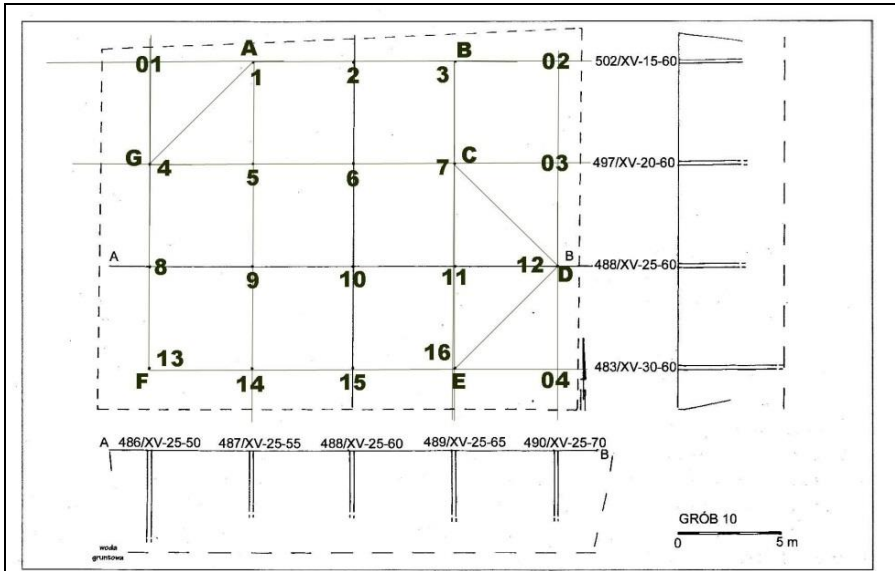 A B
01 1 2 3 02 502/XV-15-60
G C
4 5 6 7 03 497/XV-20-60
A B
8 9 10 11 12 D 488/XV-25-60
13 16
F 14 15 E 04 483/XV-30-60
A 486/XV-25-50 487/XV-25-55 488/XV-25-60 489/XV-25-65 490/XV-25-70 B
woda
gruntowa
GRÓB 10
0 5 m